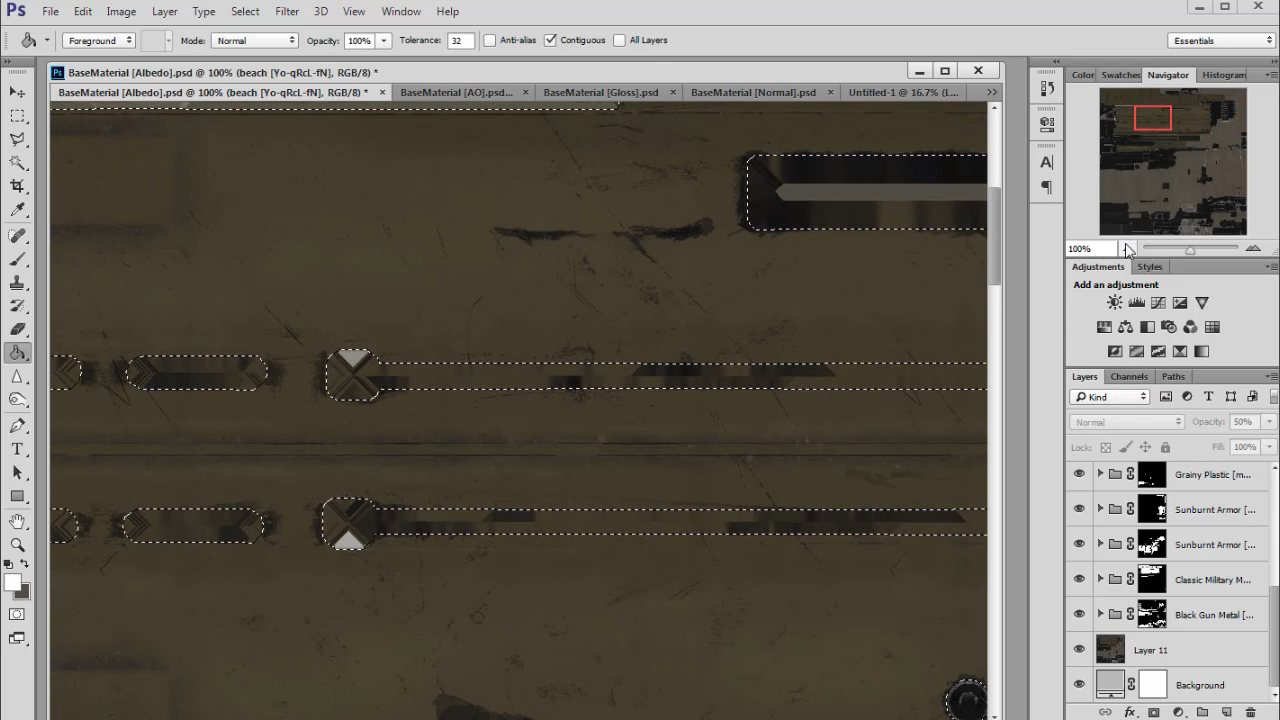 Ps File Edit Image Layer Type Select Filter 3D View Window Help
Foreground Mode: Normal Opacity: 100% Tolerance: 32 Anti-alias Contiguous All Layers Essentials
Ps BaseMaterial [Albedo].psd @ 100% (beach [Yo-qRcL-fN], RGB/8) *
BaseMaterial [Albedo].psd @ 100% (beach [Yo-qRcL-fN], RGB/8) * × BaseMaterial [AO].psd... × BaseMaterial [Gloss].psd × BaseMaterial [Normal].psd × Untitled-1 @ 16.7% (L... >>
Color Swatches Navigator Histogram
100%
Adjustments Styles
Add an adjustment
Layers Channels Paths
Kind
Normal Opacity: 50%
Lock: Fill: 100%
Grainy Plastic [m...
Sunburnt Armor [...
Sunburnt Armor [...
Classic Military M...
Black Gun Metal [...
Layer 11
Background